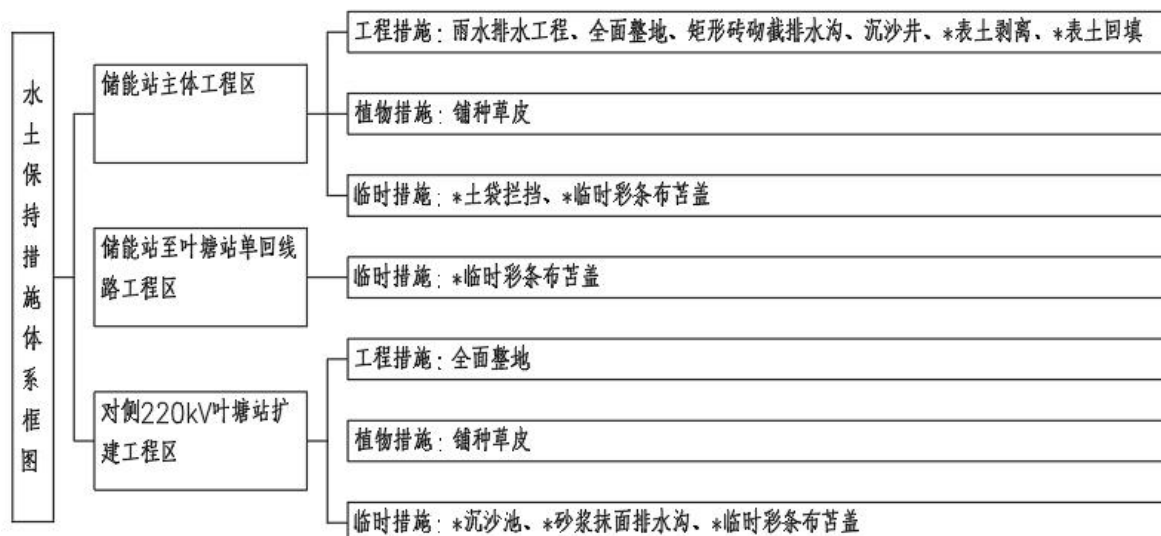 水土保持措施体系框图
储能站主体工程区
工程措施：雨水排水工程、全面整地、矩形砖砌截排水沟、沉沙井、*表土剥离、*表土回填
植物措施：铺种草皮
临时措施：*土袋拦挡、*临时彩条布苫盖
储能站至叶塘站单回线
路工程区
临时措施：*临时彩条布苫盖
对侧220kV叶塘站扩
建工程区
工程措施：全面整地
植物措施：铺种草皮
临时措施：*沉沙池、*砂浆抹面排水沟、*临时彩条布苫盖